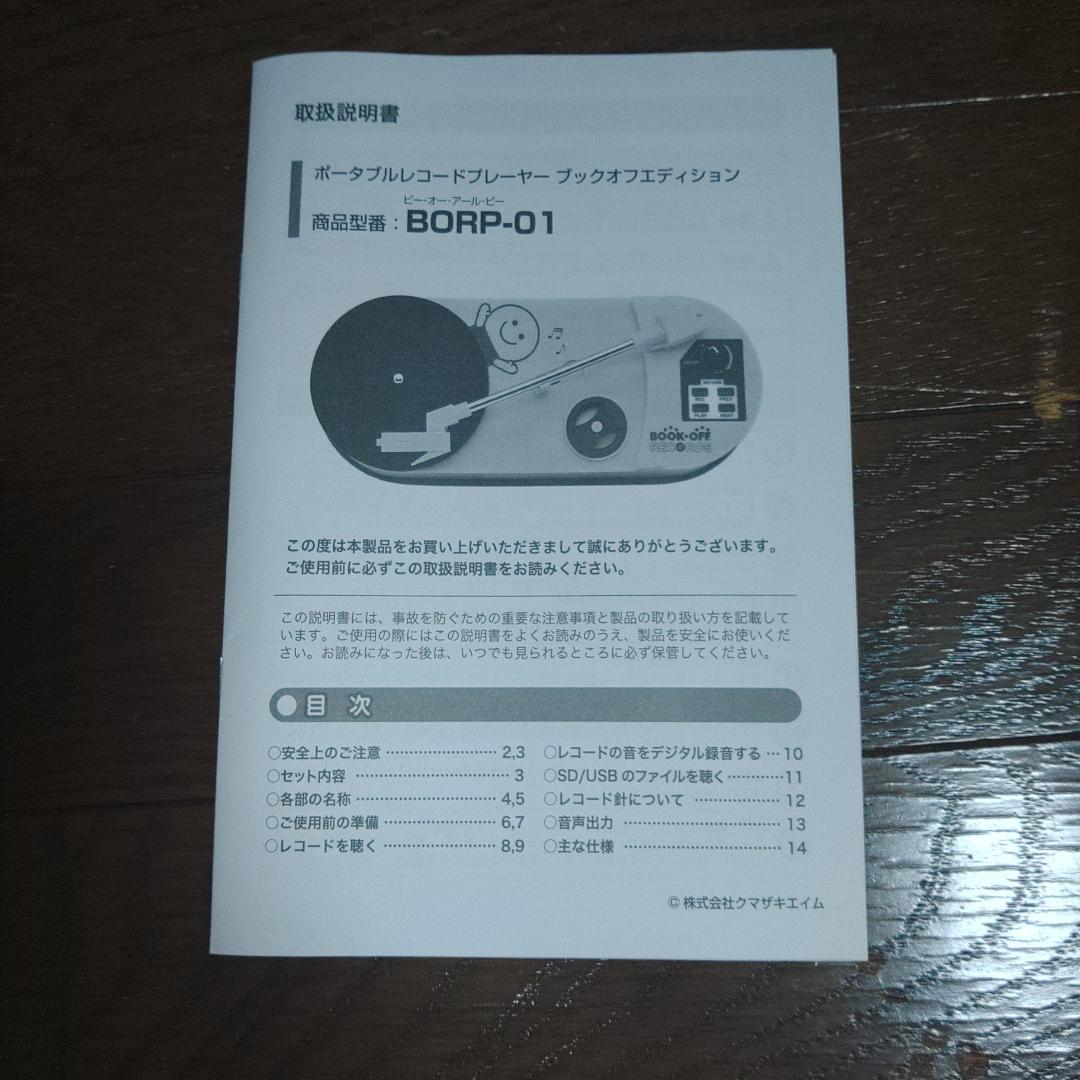 取扱説明書
ポータブルレコードプレーヤー ブックオフエディション
ビー・オー・アール・ピー
商品型番：BORP-01
SD/USB
REC PREV
PLAY NEXT
BOOK・OFF
RECORDS
この度は本製品をお買い上げいただきまして誠にありがとうございます。
ご使用前に必ずこの取扱説明書をお読みください。
この説明書には、事故を防ぐための重要な注意事項と製品の取り扱い方を記載して
います。ご使用の際にはこの説明書をよくお読みのうえ、製品を安全にお使いくだ
さい。お読みになった後は、いつでも見られるところに必ず保管してください。
目 次
○安全上のご注意 ……………………… 2,3
○セット内容 ……………………………… 3
○各部の名称 …………………………… 4,5
○ご使用前の準備 ……………………… 6,7
○レコードを聴く ……………………… 8,9
○レコードの音をデジタル録音する … 10
○SD/USB のファイルを聴く ………… 11
○レコード針について ……………… 12
○音声出力 …………………………… 13
○主な仕様 …………………………… 14
© 株式会社クマザキエイム